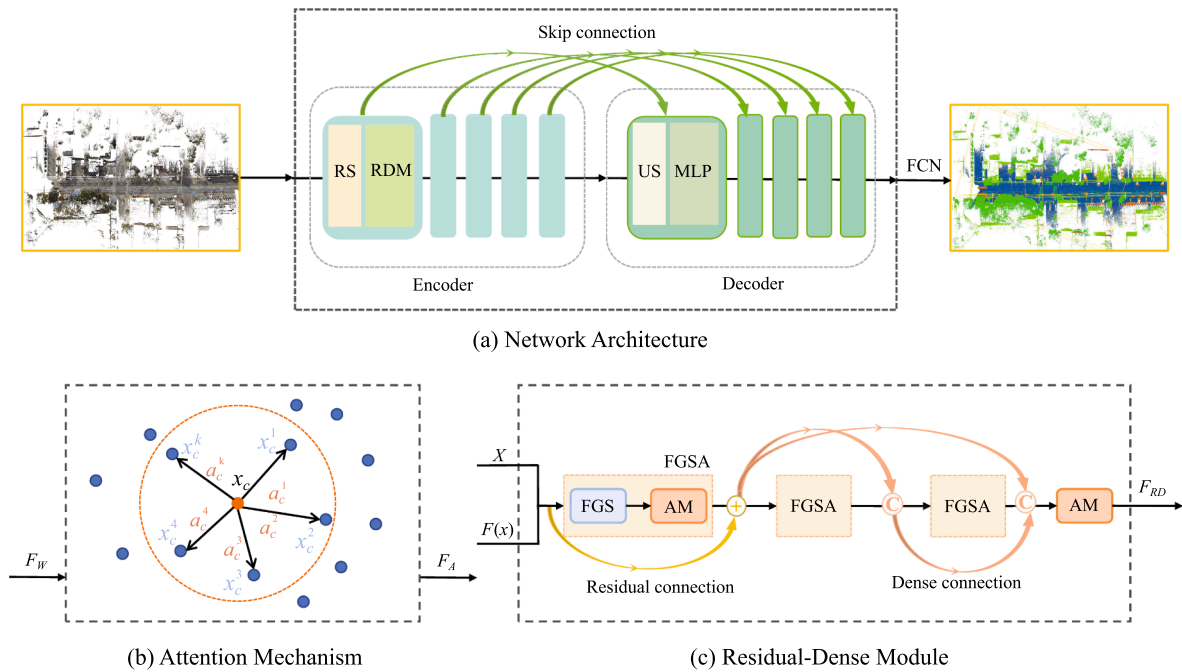 Skip connection
RS
RDM
US
MLP
FCN
Encoder
Decoder
(a) Network Architecture
x_c^k
x_c^1
a_c^k
x_c
a_c^1
a_c^2
x_c^4
a_c^4
a_c^3
x_c^2
x_c^3
F_W
F_A
(b) Attention Mechanism
X
F(x)
FGSA
FGS
AM
+
FGSA
C
FGSA
C
AM
F_{RD}
Residual connection
Dense connection
(c) Residual-Dense Module